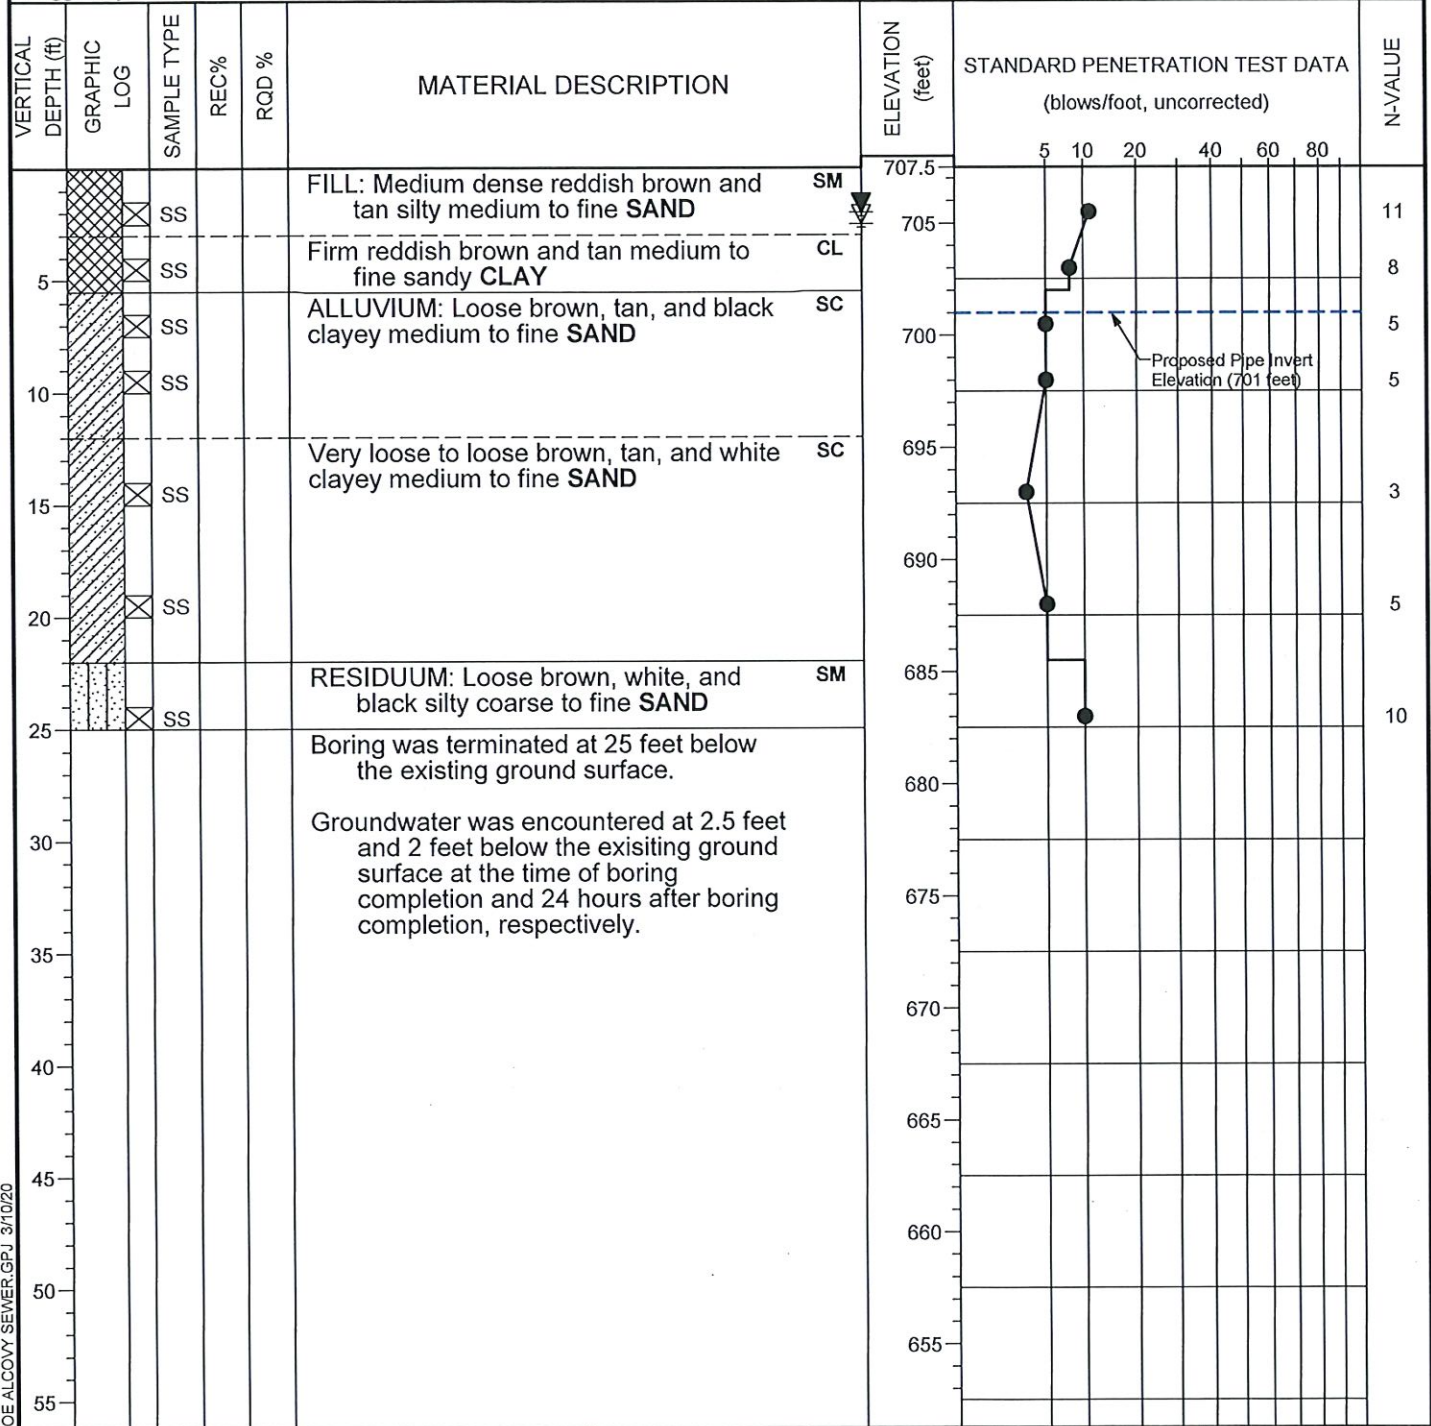 VERTICAL
DEPTH (ft)
GRAPHIC
LOG
SAMPLE TYPE
REC%
RQD %
MATERIAL DESCRIPTION
ELEVATION
(feet)
STANDARD PENETRATION TEST DATA
(blows/foot, uncorrected)
N-VALUE
5 10 20 40 60 80
707.5
FILL: Medium dense reddish brown and SM
tan silty medium to fine SAND
SS
11
705
Firm reddish brown and tan medium to CL
fine sandy CLAY
SS
8
5
ALLUVIUM: Loose brown, tan, and black SC
clayey medium to fine SAND
SS
5
700
Proposed Pipe Invert
Elevation (701 feet)
SS
5
10
695
Very loose to loose brown, tan, and white SC
clayey medium to fine SAND
SS
3
15
690
SS
5
20
685
RESIDUUM: Loose brown, white, and SM
black silty coarse to fine SAND
SS
10
25
Boring was terminated at 25 feet below
the existing ground surface.
680
Groundwater was encountered at 2.5 feet
and 2 feet below the exisiting ground
surface at the time of boring
completion and 24 hours after boring
completion, respectively.
30
675
35
670
40
665
45
660
50
655
55
OE ALCOVY SEWER.GPJ 3/10/20